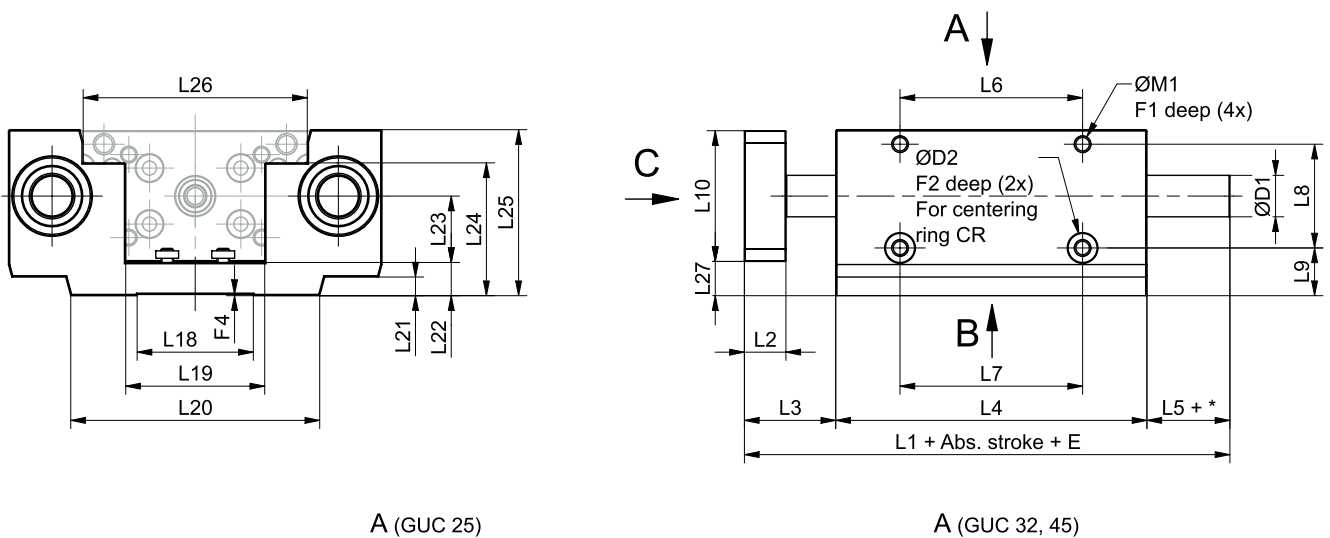 L26
L23
L24
L25
F4
L21
L22
L18
L19
L20
A
L6
ØM1
F1 deep (4x)
C
L10
ØD2
F2 deep (2x)
For centering
ring CR
ØD1
L8
L27
L9
L2
B
L7
L3
L4
L5 + *
L1 + Abs. stroke + E
A (GUC 25)
A (GUC 32, 45)